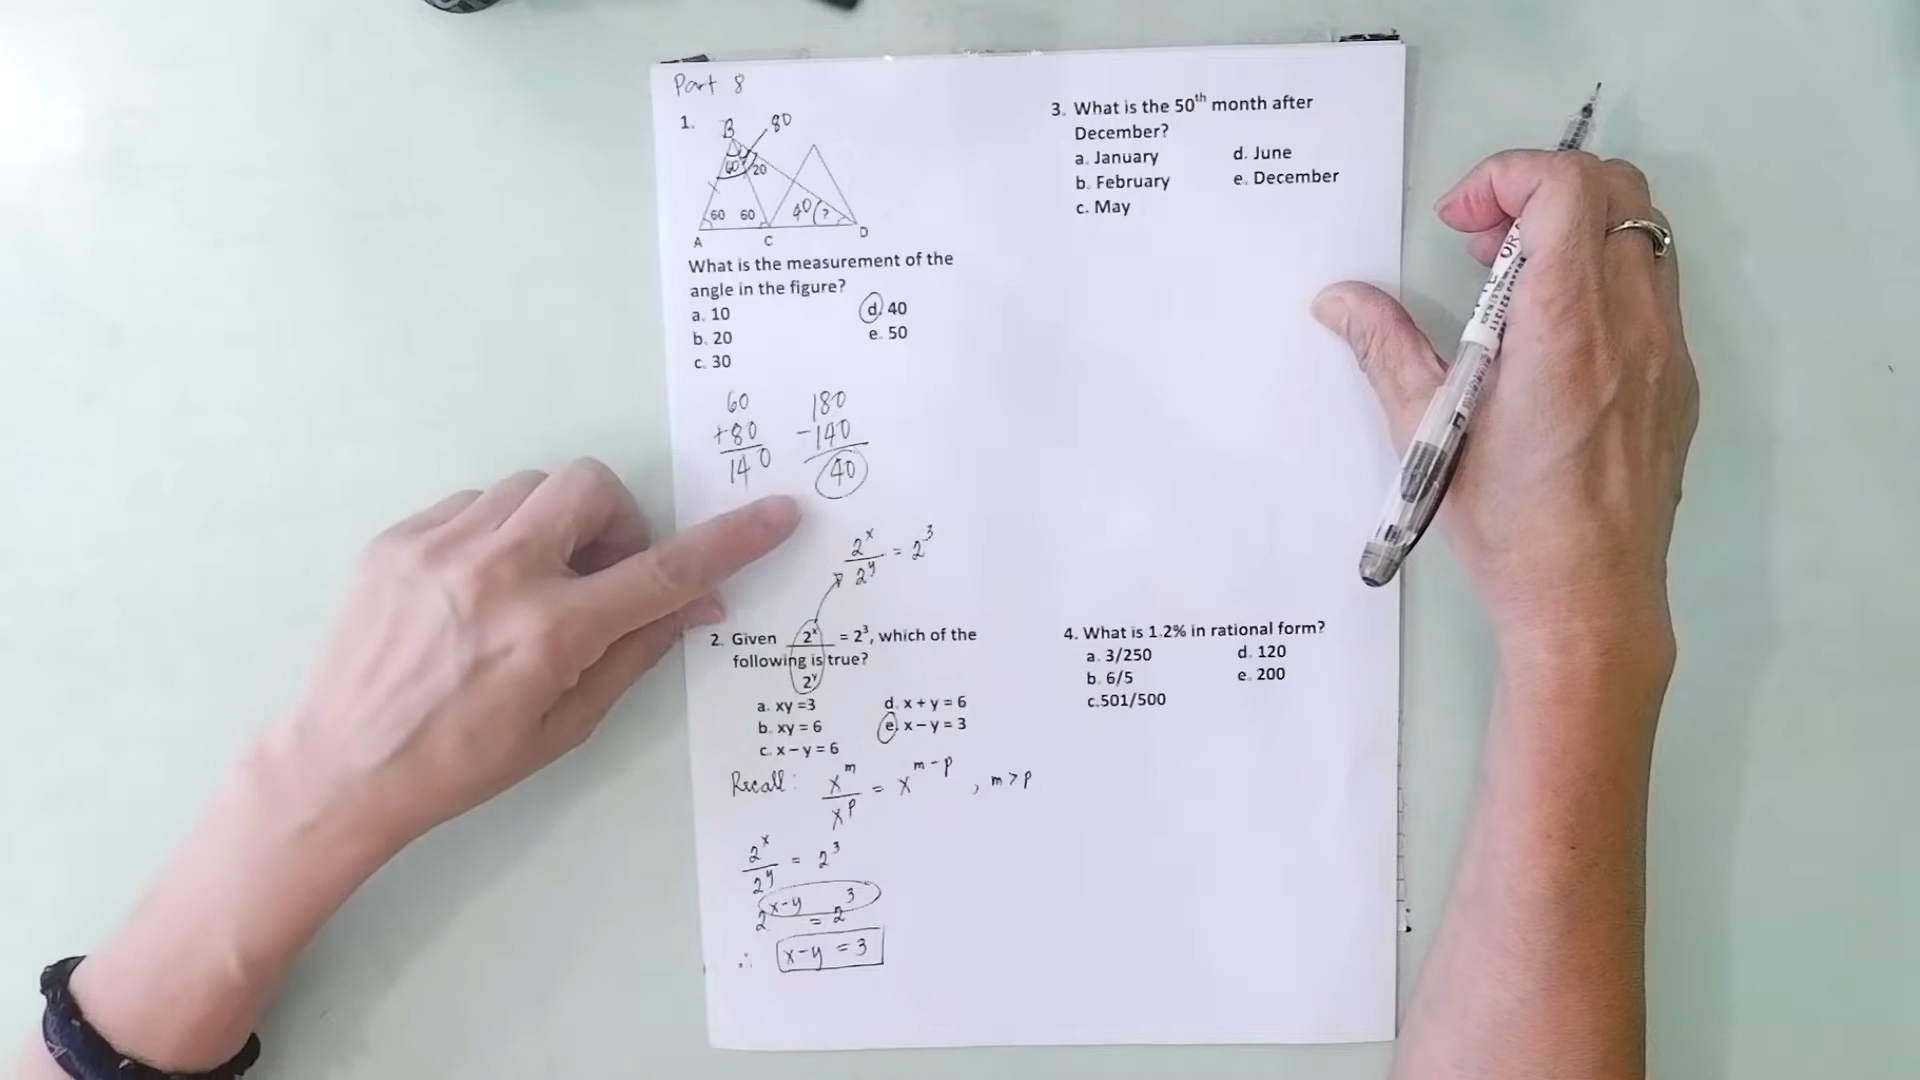 Part 8
1.
B 80
60 20
60 60 40 ?
A C D
What is the measurement of the
angle in the figure?
a. 10 d. 40
b. 20 e. 50
c. 30
60 180
+80 -140
140 40
2^x/2^y = 2^3
2. Given 2^x = 2^3, which of the
following is true?
2^y
a. xy =3 d. x + y = 6
b. xy = 6 e. x – y = 3
c. x – y = 6
Recall: x^m/x^p = x^(m-p) , m > p
2^x/2^y = 2^3
2^(x-y) = 2^3
∴ x-y = 3
3. What is the 50th month after
December?
a. January d. June
b. February e. December
c. May
4. What is 1.2% in rational form?
a. 3/250 d. 120
b. 6/5 e. 200
c.501/500